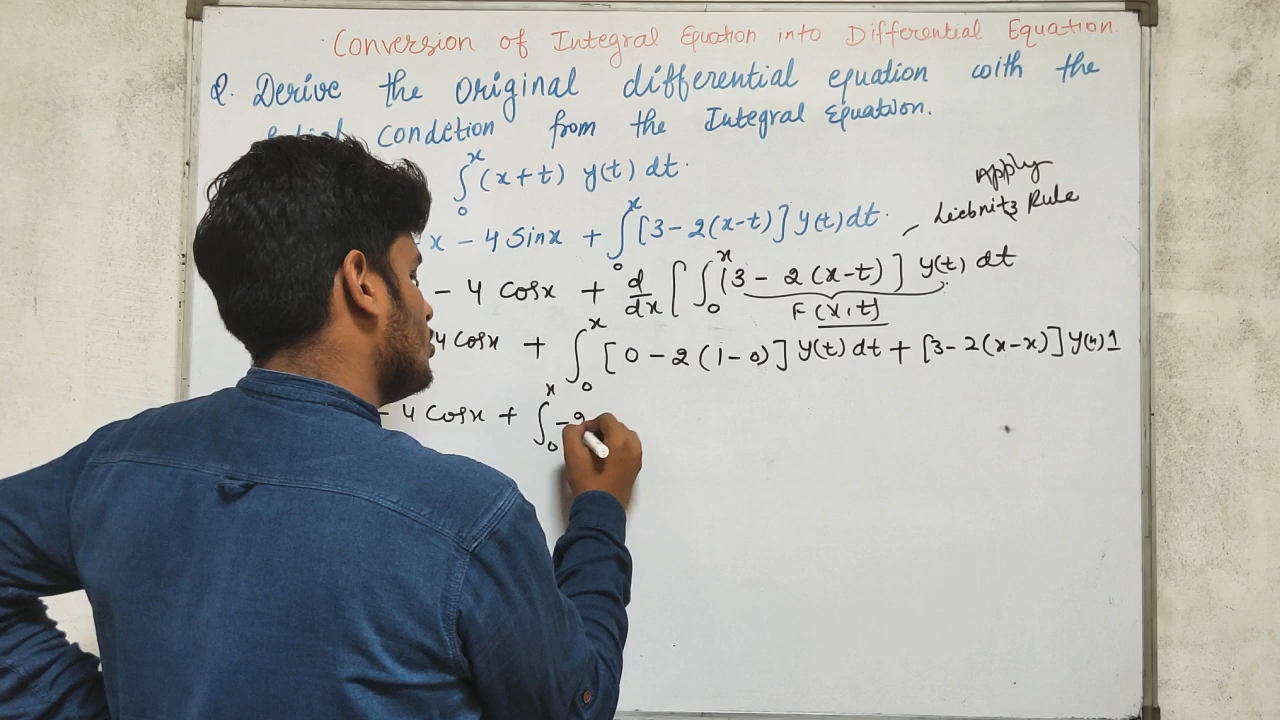 Conversion of Integral Equation into Differential Equation.
Q. Derive the original differential equation with the
condetion from the Integral Equation.
∫₀ˣ (x+t) y(t) dt.
x - 4 Sinx + ∫₀ˣ [3-2(x-t)] y(t) dt.
Apply
Liebnitz Rule
- 4 cosx + d/dx [ ∫₀ˣ [3 - 2(x-t)] y(t) dt
F(x,t)
4 cosx + ∫₀ˣ [0-2(1-0)] y(t) dt + [3-2(x-x)] y(x) 1
- 4 cosx + ∫₀ˣ -2